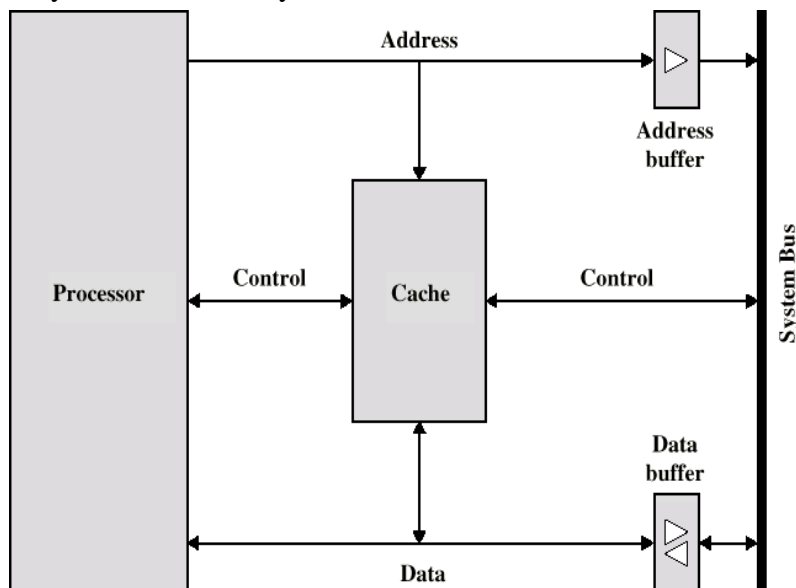 Address
Address
buffer
Control
Control
Processor
Cache
System Bus
Data
buffer
Data